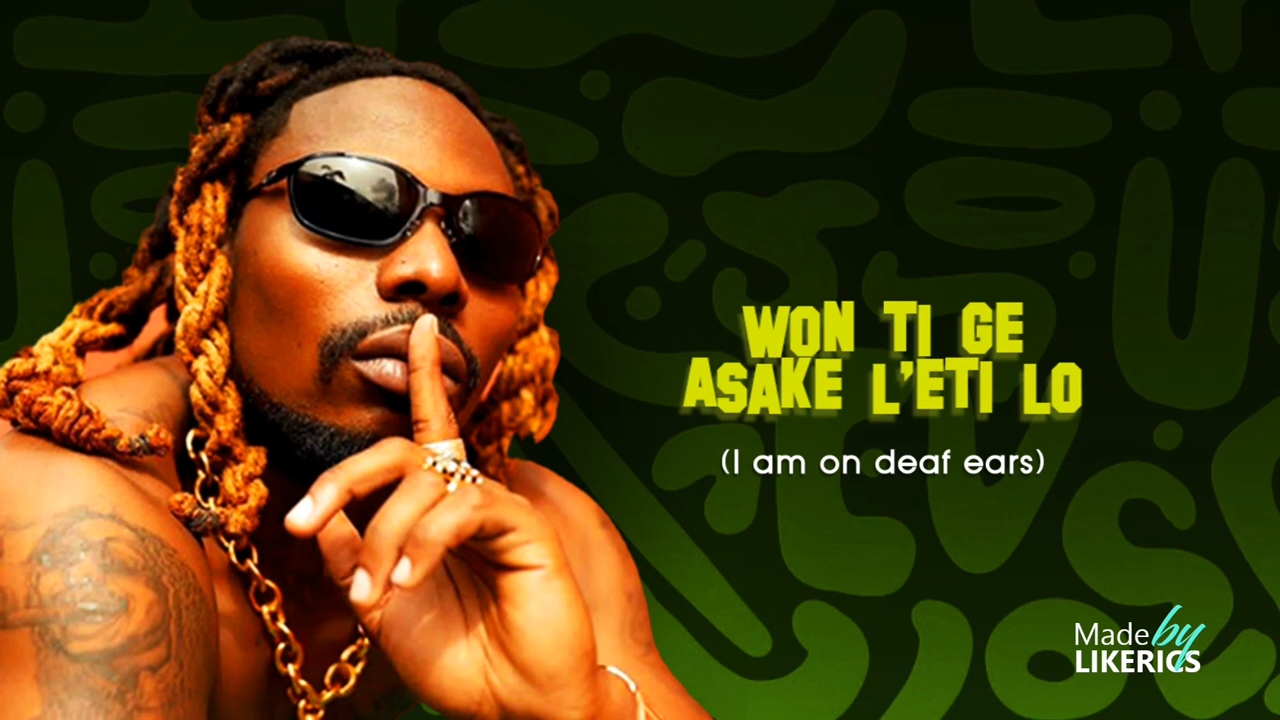 WON TI GE
ASAKE L'ETI LO
(I am on deaf ears)
Made by
LIKERICS